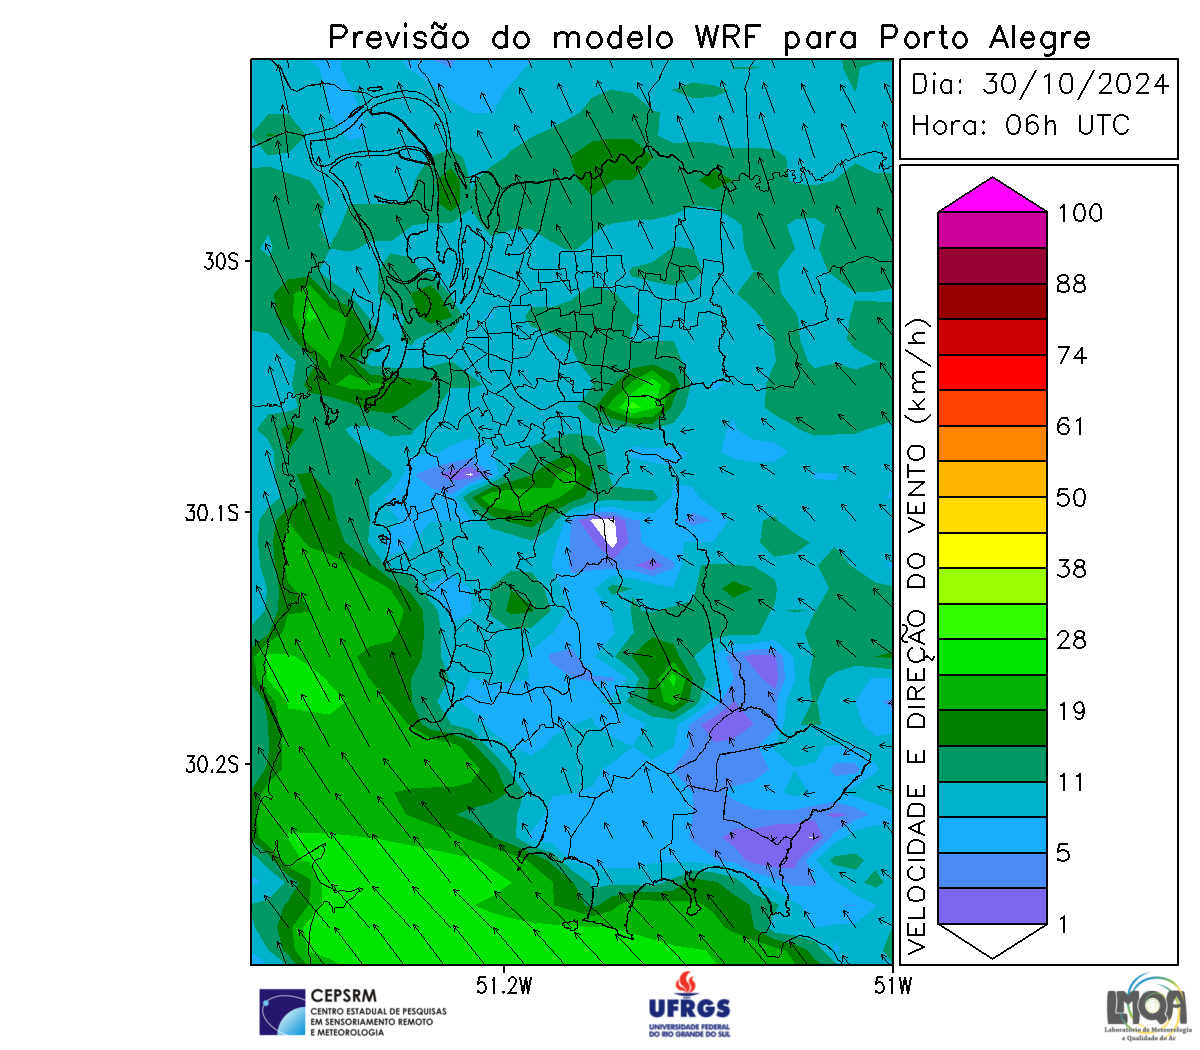 Previsão do modelo WRF para Porto Alegre
Dia: 30/10/2024
Hora: 06h UTC
30S
30.1S
30.2S
51.2W
51W
VELOCIDADE E DIREÇÃO DO VENTO (km/h)
100
88
74
61
50
38
28
19
11
5
1
CEPSRM
CENTRO ESTADUAL DE PESQUISAS
EM SENSORIAMENTO REMOTO
E METEOROLOGIA
UFRGS
UNIVERSIDADE FEDERAL
DO RIO GRANDE DO SUL
LMQA
Laboratório de Meteorologia
e Qualidade do Ar